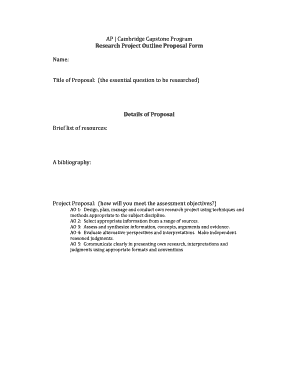 AP | Cambridge Capstone Program
Research Project Outline Proposal Form
Name:
Title of Proposal: (the essential question to be researched)
Details of Proposal
Brief list of resources:
A bibliography:
Project Proposal: (how will you meet the assessment objectives?)
AO 1: Design, plan, manage and conduct own research project using techniques and
methods appropriate to the subject discipline.
AO 2: Select appropriate information from a range of sources.
AO 3: Assess and synthesize information, concepts, arguments and evidence.
AO 4: Evaluate alternative perspectives and interpretations. Make independent
reasoned judgments.
AO 5: Communicate clearly in presenting own research, interpretations and
judgments using appropriate formats and conventions